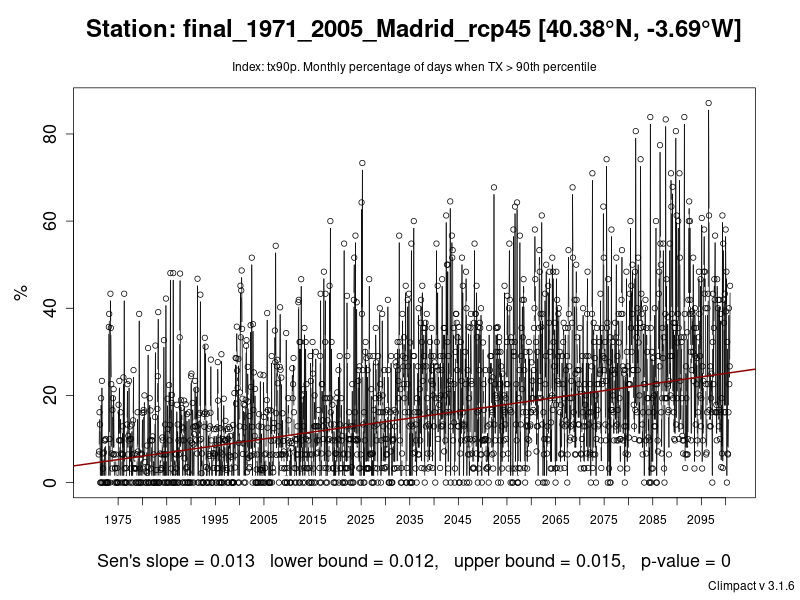 Station: final_1971_2005_Madrid_rcp45 [40.38°N, -3.69°W]
Index: tx90p. Monthly percentage of days when TX > 90th percentile
%
80
60
40
20
0
1975 1985 1995 2005 2015 2025 2035 2045 2055 2065 2075 2085 2095
Sen's slope = 0.013 lower bound = 0.012, upper bound = 0.015, p-value = 0
Climpact v 3.1.6